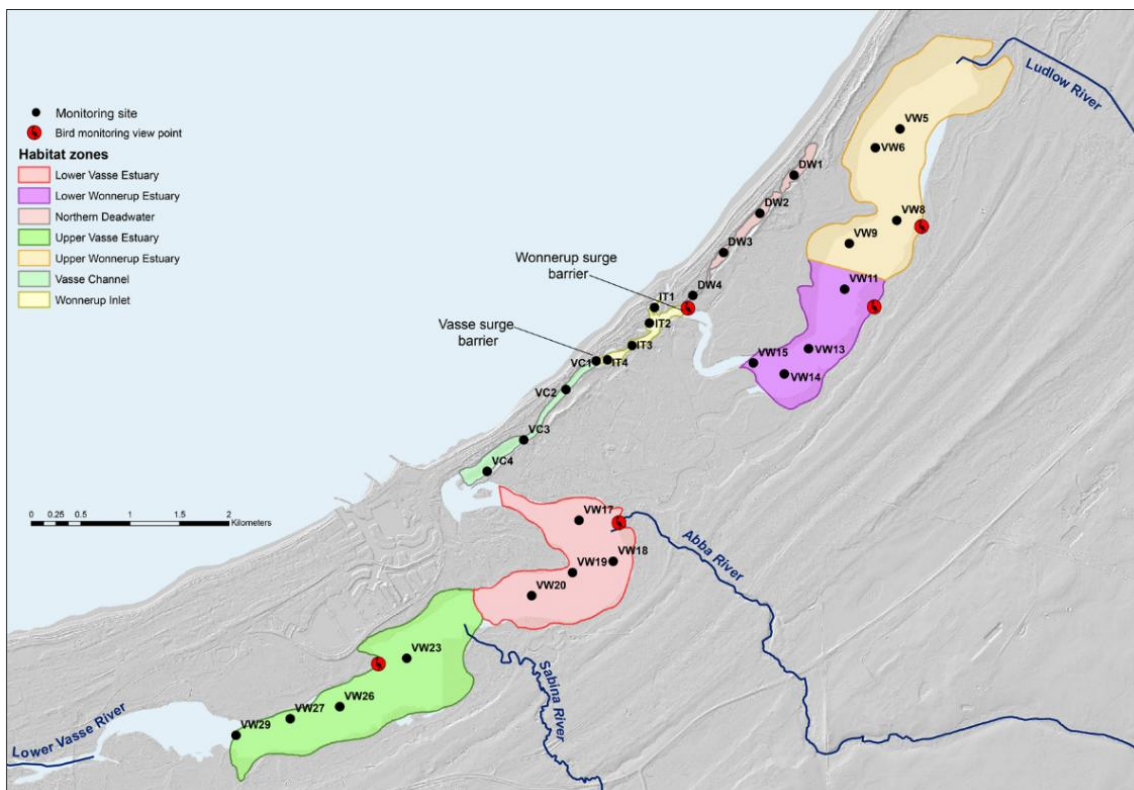 Ludlow River
Monitoring site
Bird monitoring view point
Habitat zones
Lower Vasse Estuary
Lower Wonnerup Estuary
Northern Deadwater
Upper Vasse Estuary
Upper Wonnerup Estuary
Vasse Channel
Wonnerup Inlet
VW5
VW6
DW1
DW2
VW8
VW9
DW3
Wonnerup surge
barrier
VW11
DW4
IT1
IT2
Vasse surge
barrier
IT3
VC1
IT4
VW13
VW15
VW14
VC2
VC3
VC4
0 0.25 0.5 1 1.5 2
Kilometers
VW17
Abba River
VW18
VW19
VW20
VW23
Sabina River
VW26
VW27
VW29
Lower Vasse River